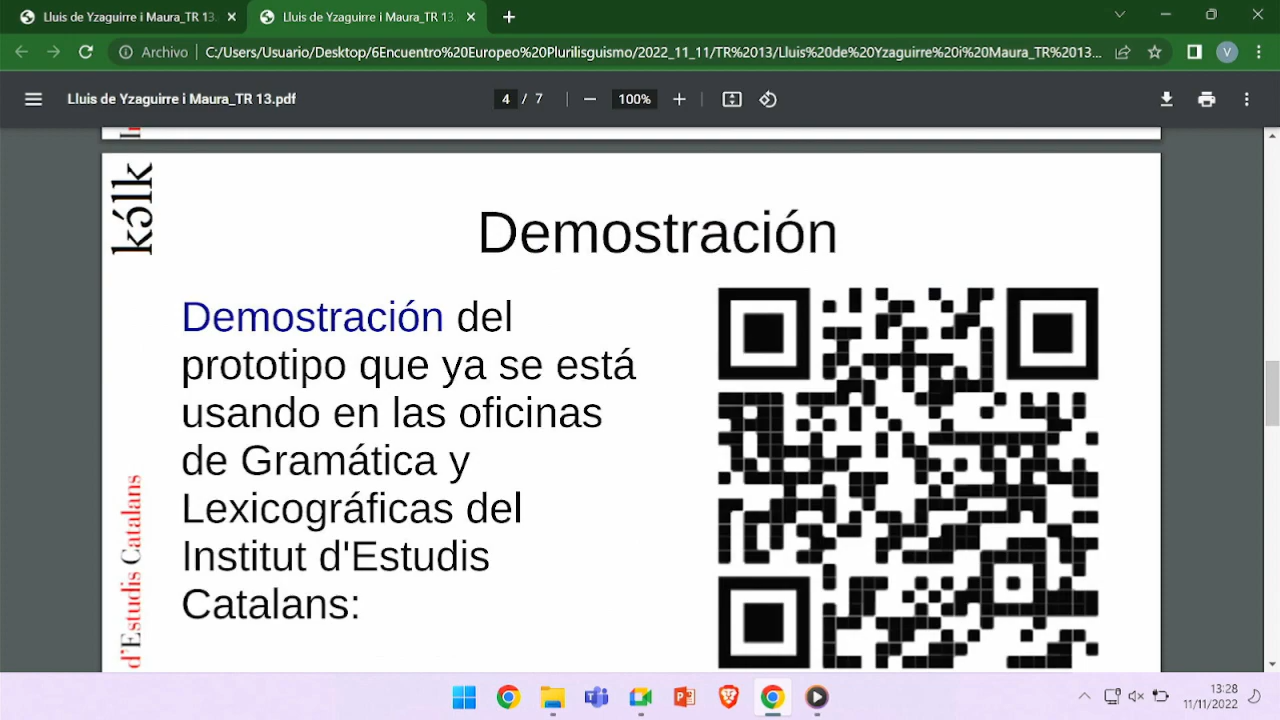 Lluis de Yzaguirre i Maura_TR 13.
Lluis de Yzaguirre i Maura_TR 13.
Archivo
C:/Users/Usuario/Desktop/6Encuentro%20Europeo%20Plurilisguismo/2022_11_11/TR%2013/Lluis%20de%20Yzaguirre%20i%20Maura_TR%2013...
V
Lluis de Yzaguirre i Maura_TR 13.pdf
4 / 7
100%
kɔ́lk
Demostración
Demostración del
prototipo que ya se está
usando en las oficinas
de Gramática y
Lexicográficas del
Institut d'Estudis
Catalans:
d'Estudis Catalans
13:28
11/11/2022